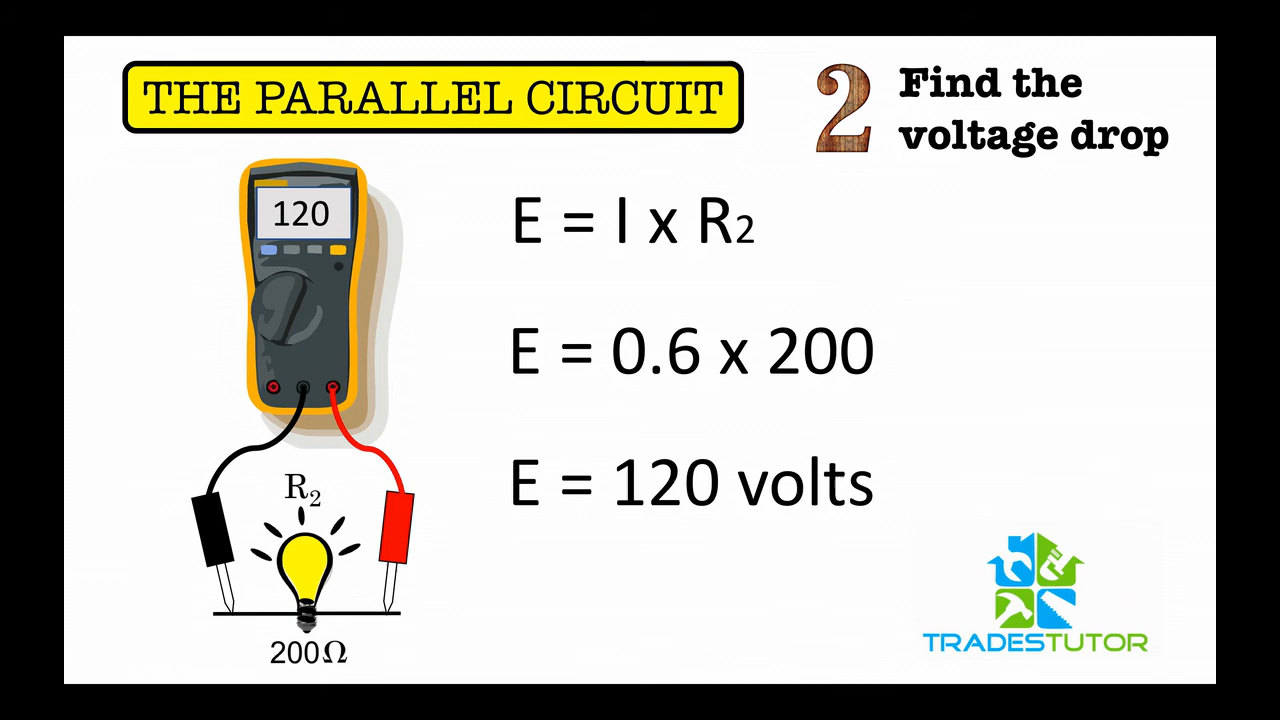 THE PARALLEL CIRCUIT
2 Find the
voltage drop
120
E = I x R2
E = 0.6 x 200
E = 120 volts
R2
200Ω
TRADESTUTOR